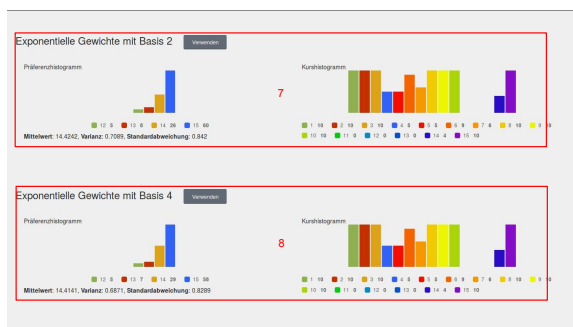 Exponentielle Gewichte mit Basis 2 Verwenden
Präferenzhistogramm Kurshistogramm
7
12 5 13 8 14 26 15 60 1 10 2 10 3 10 4 5 5 5 6 9 7 6 8 10 9 10
Mittelwert: 14.4242, Varianz: 0.7089, Standardabweichung: 0.842 10 10 11 0 12 0 13 0 14 4 15 10
Exponentielle Gewichte mit Basis 4 Verwenden
Präferenzhistogramm Kurshistogramm
8
12 5 13 7 14 29 15 58 1 10 2 10 3 10 4 5 5 5 6 9 7 6 8 10 9 10
Mittelwert: 14.4141, Varianz: 0.6871, Standardabweichung: 0.8289 10 10 11 0 12 0 13 0 14 4 15 10